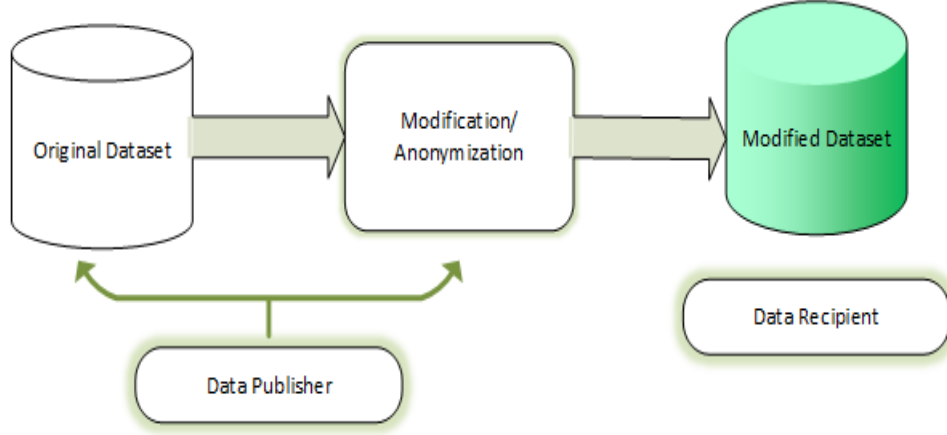 Original Dataset
Modification/
Anonymization
Modified Dataset
Data Recipient
Data Publisher